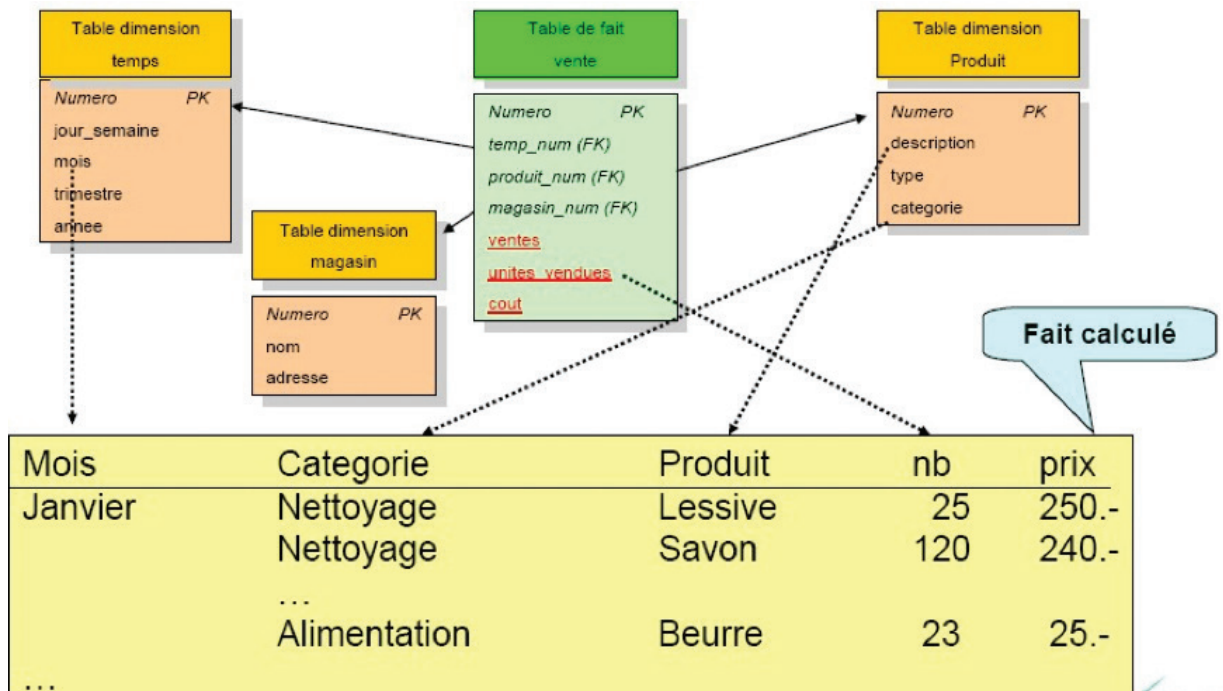 Table dimension
temps
Numero PK
jour_semaine
mois
trimestre
annee
Table de fait
vente
Numero PK
temp_num (FK)
produit_num (FK)
magasin_num (FK)
ventes
unites_vendues
cout
Table dimension
Produit
Numero PK
description
type
categorie
Table dimension
magasin
Numero PK
nom
adresse
Fait calculé
Mois Categorie Produit nb prix
Janvier Nettoyage Lessive 25 250.-
Nettoyage Savon 120 240.-
...
Alimentation Beurre 23 25.-
...